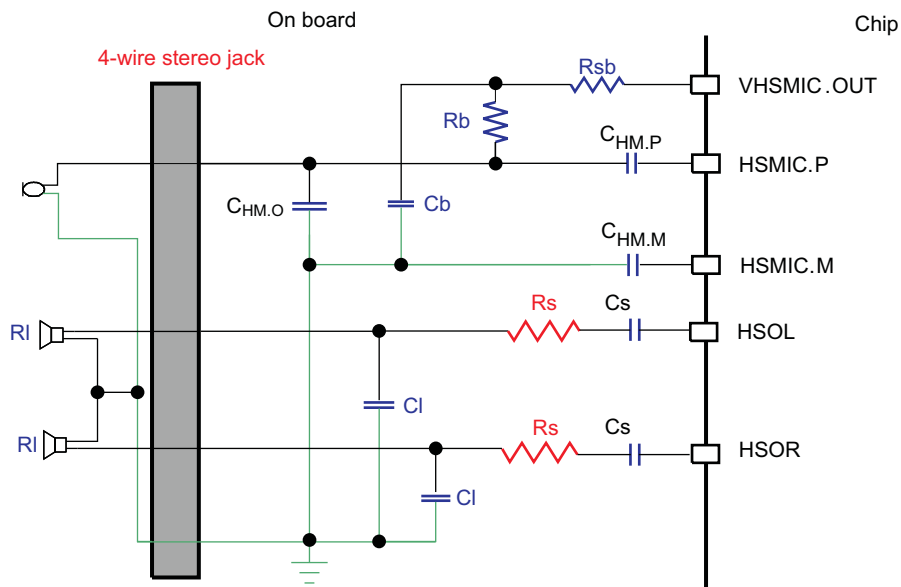 On board
Chip
4-wire stereo jack
Rsb
VHSMIC.OUT
Rb
CHM.P
HSMIC.P
CHM.O
Cb
CHM.M
HSMIC.M
Rs
Cs
HSOL
Rl
Cl
Rs
Cs
HSOR
Rl
Cl